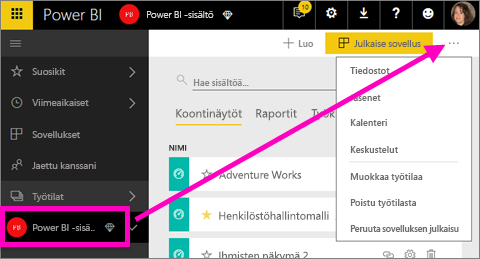 Power BI
PB
Power BI -sisältö
10
?
Luo
Julkaise sovellus
...
Suosikit
Viimeaikaiset
Sovellukset
Jaettu kanssani
Työtilat
PB
Power BI -sisä..
Hae sisältöä...
Koontinäytöt
Raportit
NIMI
Adventure Works
Henkilöstöhallintomalli
Ihmisten näkymä 2
Tiedostot
Kalenteri
Keskustelut
Muokkaa työtilaa
Poistu työtilasta
Peruuta sovelluksen julkaisu